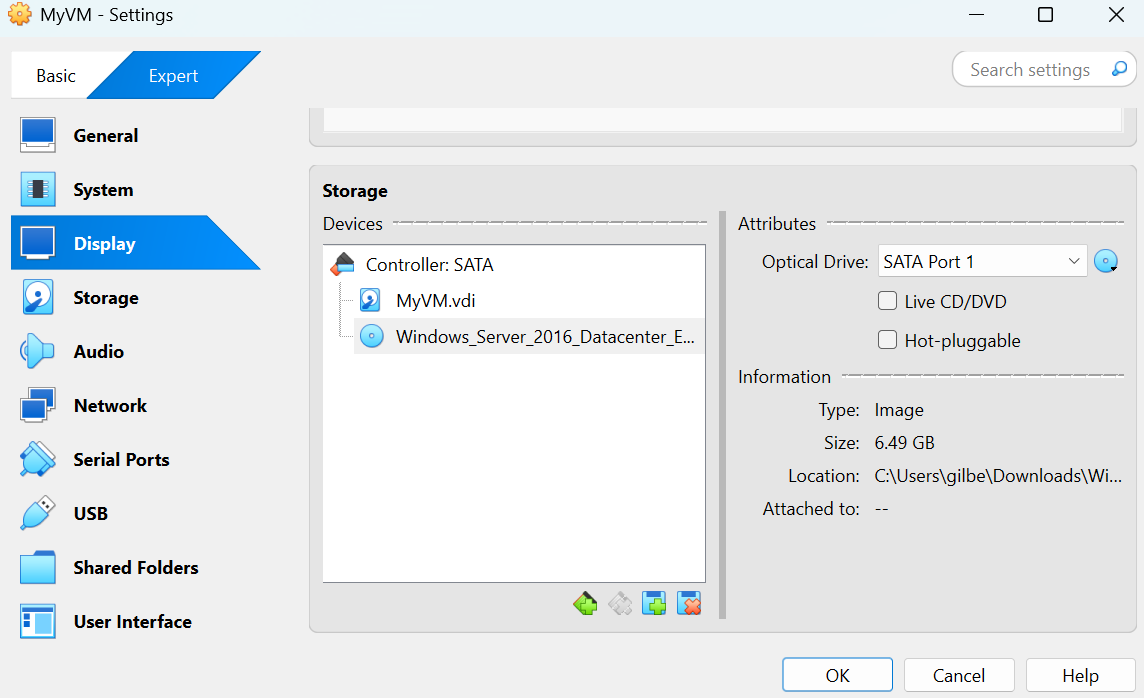 MyVM - Settings
Basic
Expert
Search settings
General
System
Display
Storage
Audio
Network
Serial Ports
USB
Shared Folders
User Interface
Storage
Devices
Controller: SATA
MyVM.vdi
Windows_Server_2016_Datacenter_E...
Attributes
Optical Drive: SATA Port 1
Live CD/DVD
Hot-pluggable
Information
Type: Image
Size: 6.49 GB
Location: C:\Users\gilbe\Downloads\Wi...
Attached to: --
OK
Cancel
Help